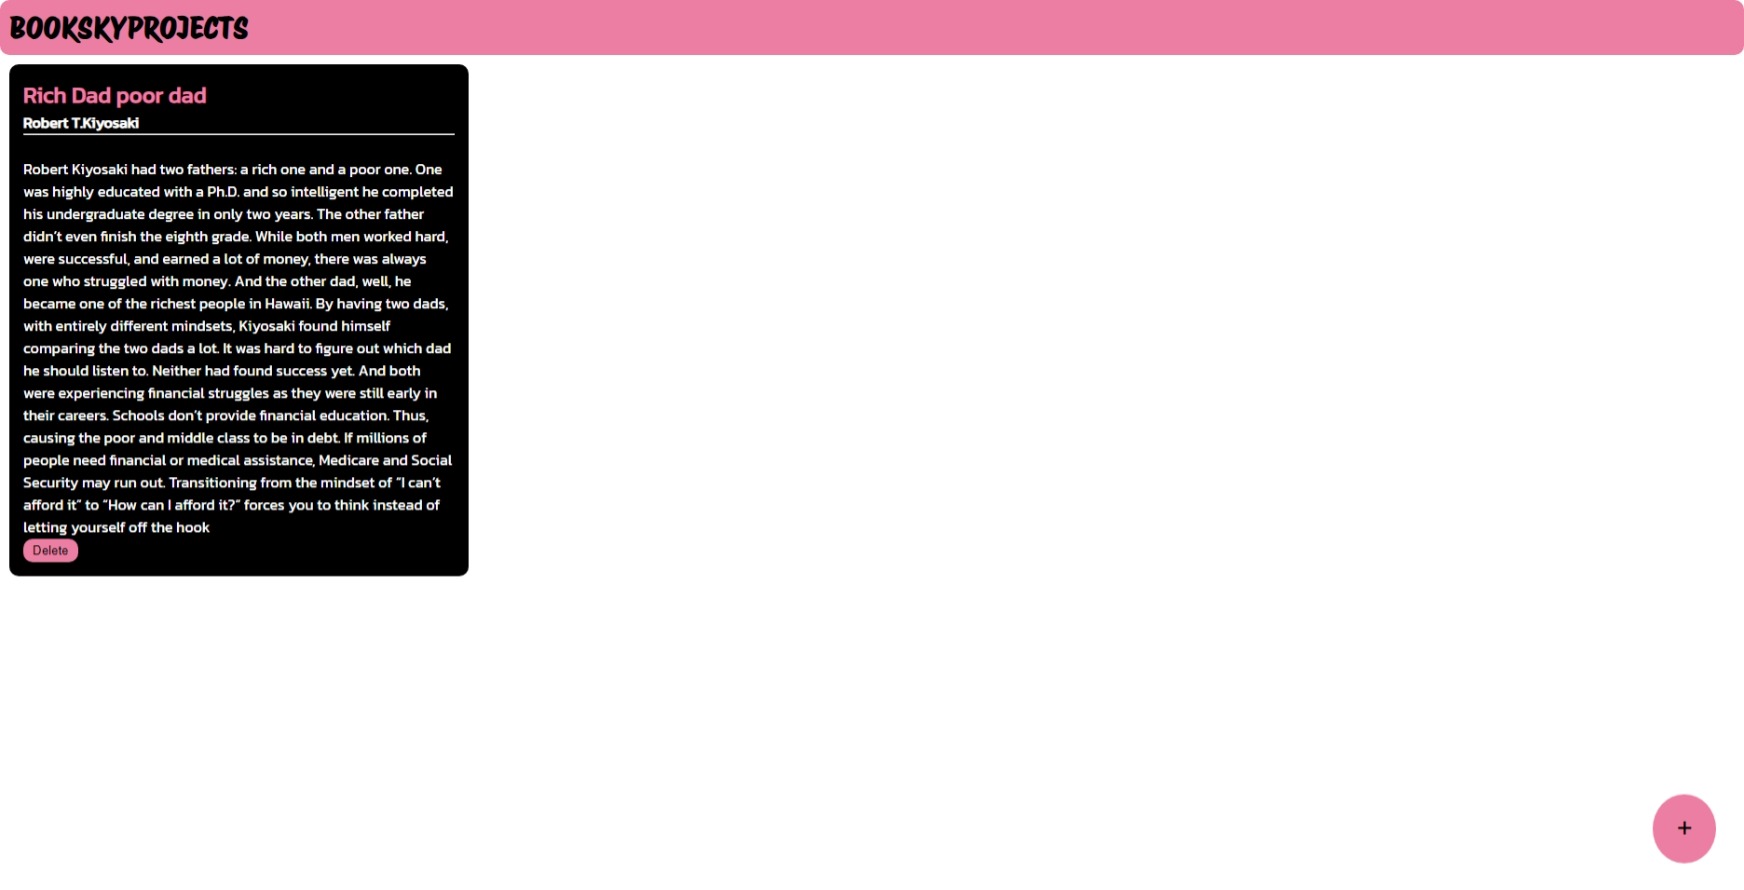 BOOKSKYPROJECTS
Rich Dad poor dad
Robert T.Kiyosaki
Robert Kiyosaki had two fathers: a rich one and a poor one. One
was highly educated with a Ph.D. and so intelligent he completed
his undergraduate degree in only two years. The other father
didn’t even finish the eighth grade. While both men worked hard,
were successful, and earned a lot of money, there was always
one who struggled with money. And the other dad, well, he
became one of the richest people in Hawaii. By having two dads,
with entirely different mindsets, Kiyosaki found himself
comparing the two dads a lot. It was hard to figure out which dad
he should listen to. Neither had found success yet. And both
were experiencing financial struggles as they were still early in
their careers. Schools don’t provide financial education. Thus,
causing the poor and middle class to be in debt. If millions of
people need financial or medical assistance, Medicare and Social
Security may run out. Transitioning from the mindset of “I can’t
afford it” to “How can I afford it?” forces you to think instead of
letting yourself off the hook
Delete
+